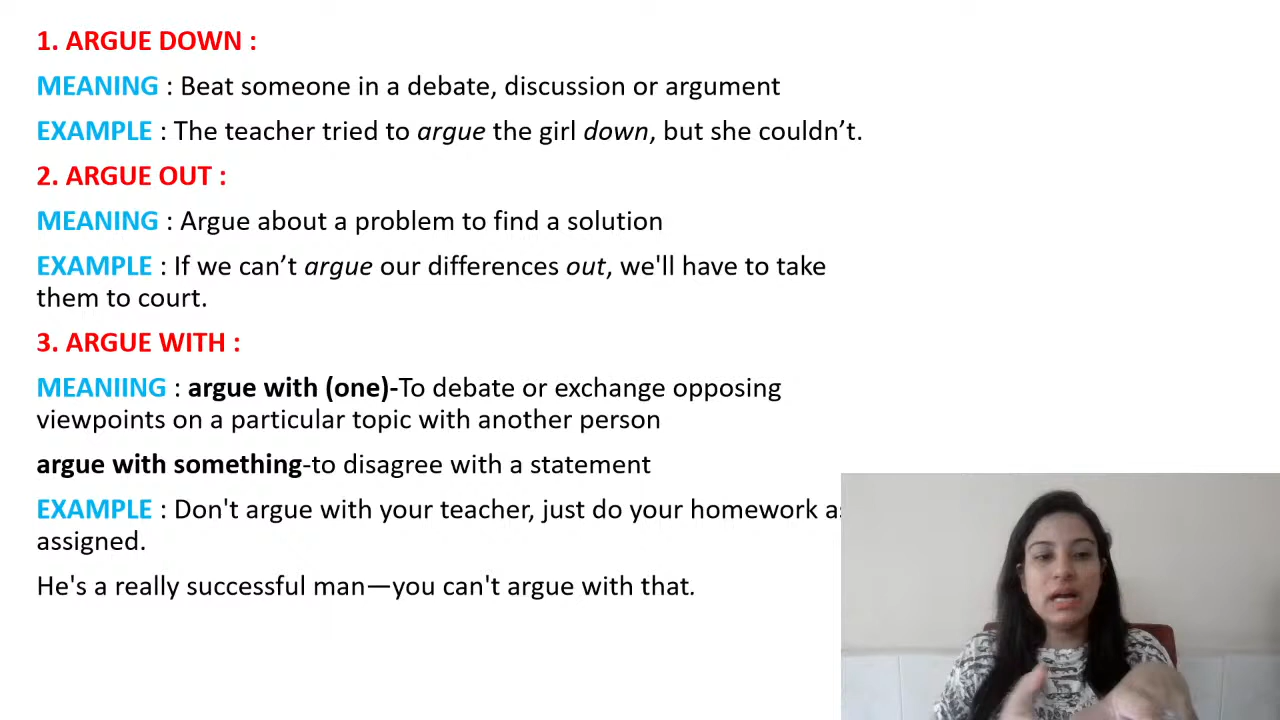 1. ARGUE DOWN :
MEANING : Beat someone in a debate, discussion or argument
EXAMPLE : The teacher tried to argue the girl down, but she couldn’t.
2. ARGUE OUT :
MEANING : Argue about a problem to find a solution
EXAMPLE : If we can’t argue our differences out, we'll have to take
them to court.
3. ARGUE WITH :
MEANIING : argue with (one)-To debate or exchange opposing
viewpoints on a particular topic with another person
argue with something-to disagree with a statement
EXAMPLE : Don't argue with your teacher, just do your homework
assigned.
He's a really successful man—you can't argue with that.